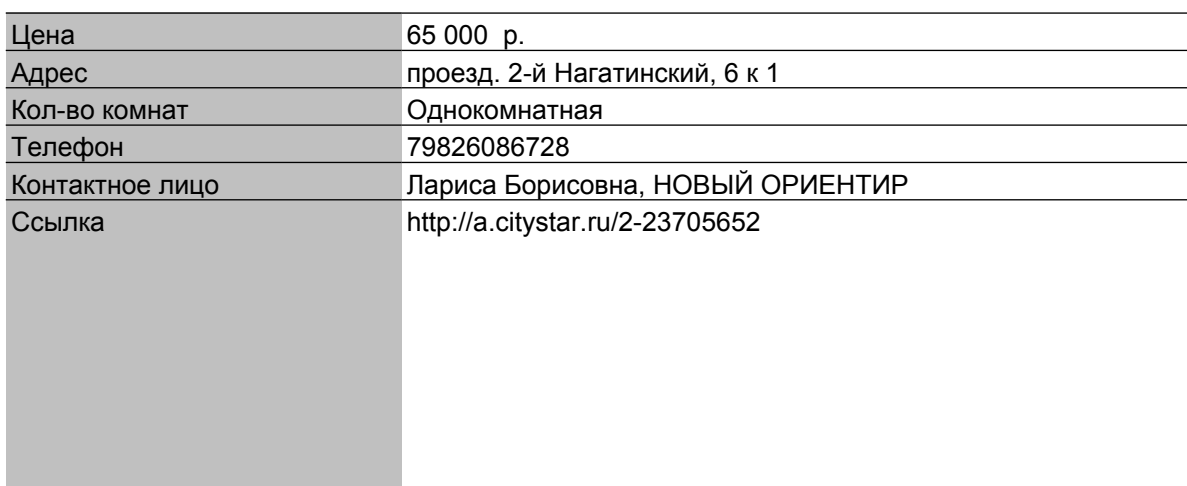 Цена 65 000 р.
Адрес проезд. 2-й Нагатинский, 6 к 1
Кол-во комнат Однокомнатная
Телефон 79826086728
Контактное лицо Лариса Борисовна, НОВЫЙ ОРИЕНТИР
Ссылка http://a.citystar.ru/2-23705652